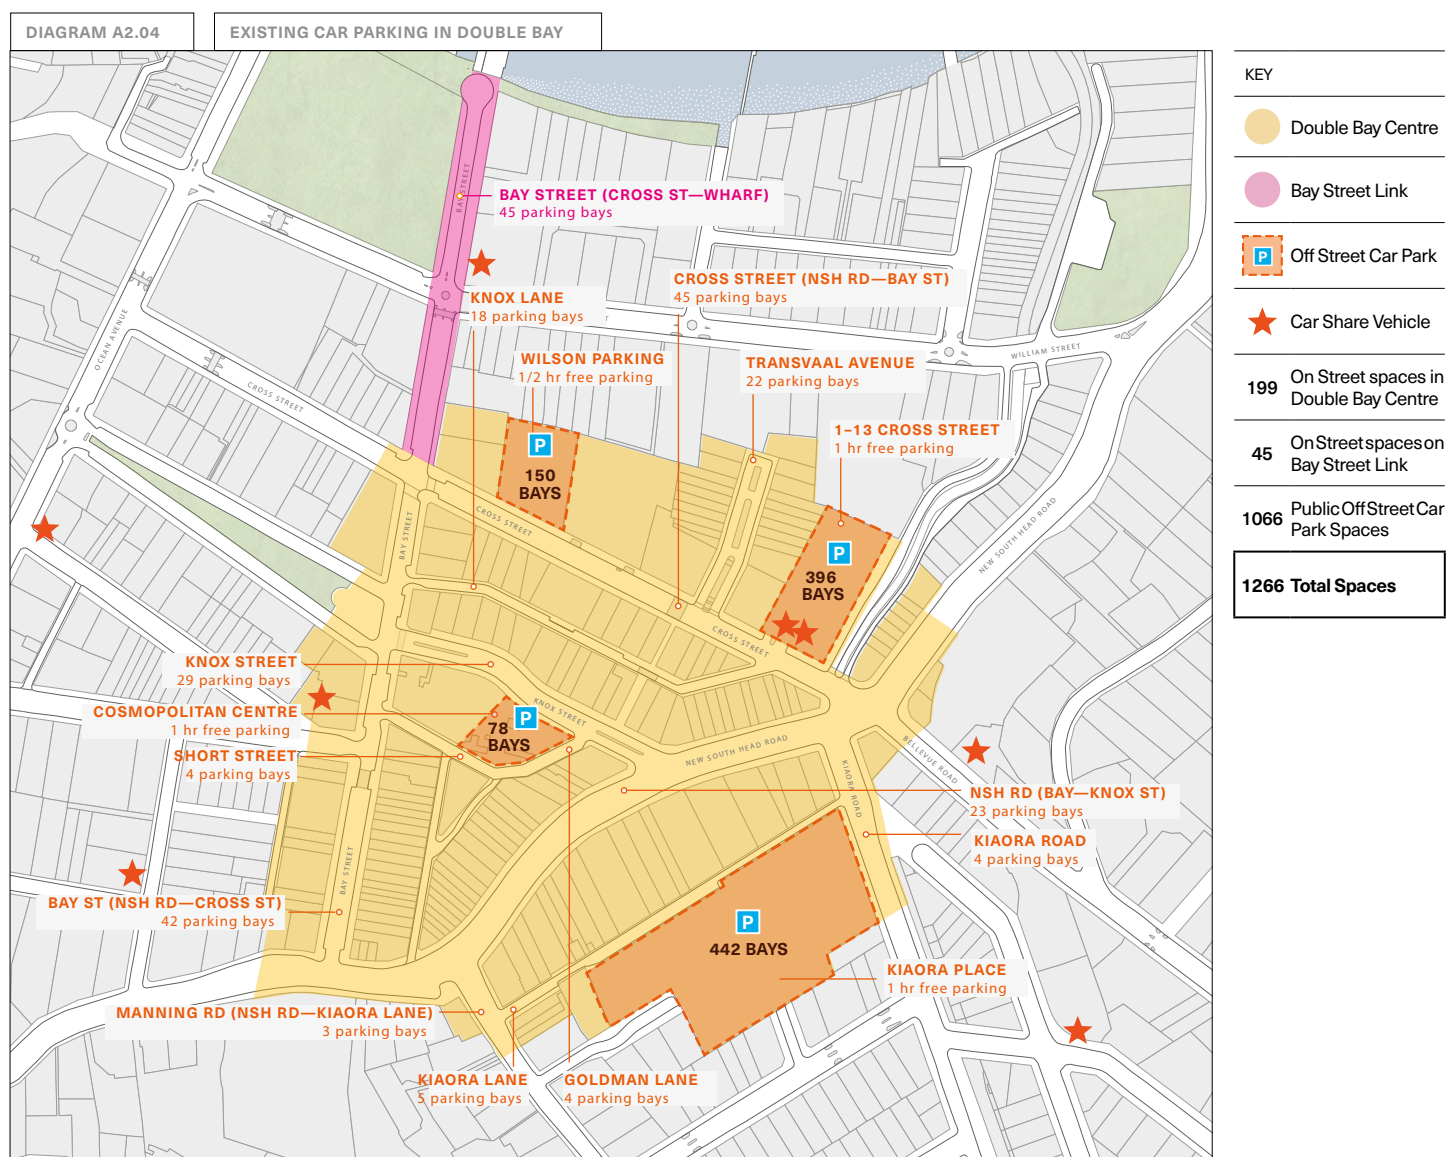 DIAGRAM A2.04
EXISTING CAR PARKING IN DOUBLE BAY
KEY
Double Bay Centre
Bay Street Link
P
Off Street Car Park
Car Share Vehicle
199 On Street spaces in
Double Bay Centre
45 On Street spaces on
Bay Street Link
1066 Public Off Street Car
Park Spaces
1266 Total Spaces
BAY STREET (CROSS ST—WHARF)
45 parking bays
CROSS STREET (NSH RD—BAY ST)
45 parking bays
KNOX LANE
18 parking bays
WILSON PARKING
1/2 hr free parking
TRANSVAAL AVENUE
22 parking bays
1–13 CROSS STREET
1 hr free parking
OCEAN AVENUE
CROSS STREET
WILLIAM STREET
P
150
BAYS
CROSS STREET
BAY STREET
NEW SOUTH HEAD ROAD
P
396
BAYS
CROSS STREET
KNOX STREET
29 parking bays
COSMOPOLITAN CENTRE
1 hr free parking
SHORT STREET
4 parking bays
KNOX STREET
P
78
BAYS
NEW SOUTH HEAD ROAD
BELLEVUE ROAD
KIAORA ROAD
NSH RD (BAY—KNOX ST)
23 parking bays
KIAORA ROAD
4 parking bays
BAY STREET
BAY ST (NSH RD—CROSS ST)
42 parking bays
P
442 BAYS
KIAORA PLACE
1 hr free parking
MANNING RD (NSH RD—KIAORA LANE)
3 parking bays
KIAORA LANE
5 parking bays
GOLDMAN LANE
4 parking bays